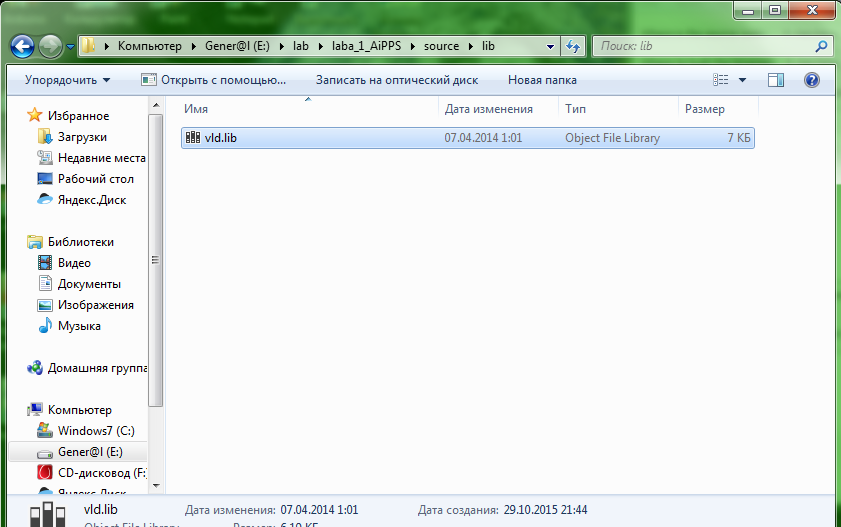 Компьютер Gener@l (E:) lab laba_1_AiPPS source lib Поиск: lib
Упорядочить Открыть с помощью... Записать на оптический диск Новая папка
Избранное
Загрузки
Недавние места
Рабочий стол
Яндекс.Диск
Библиотеки
Видео
Документы
Изображения
Музыка
Домашняя группа
Компьютер
Windows7 (C:)
Gener@l (E:)
CD-дисковод (F:
Яндекс.Диск
Имя Дата изменения Тип Размер
vld.lib 07.04.2014 1:01 Object File Library 7 КБ
vld.lib Дата изменения: 07.04.2014 1:01 Дата создания: 29.10.2015 21:44
Object File Library Размер: 6,19 КБ